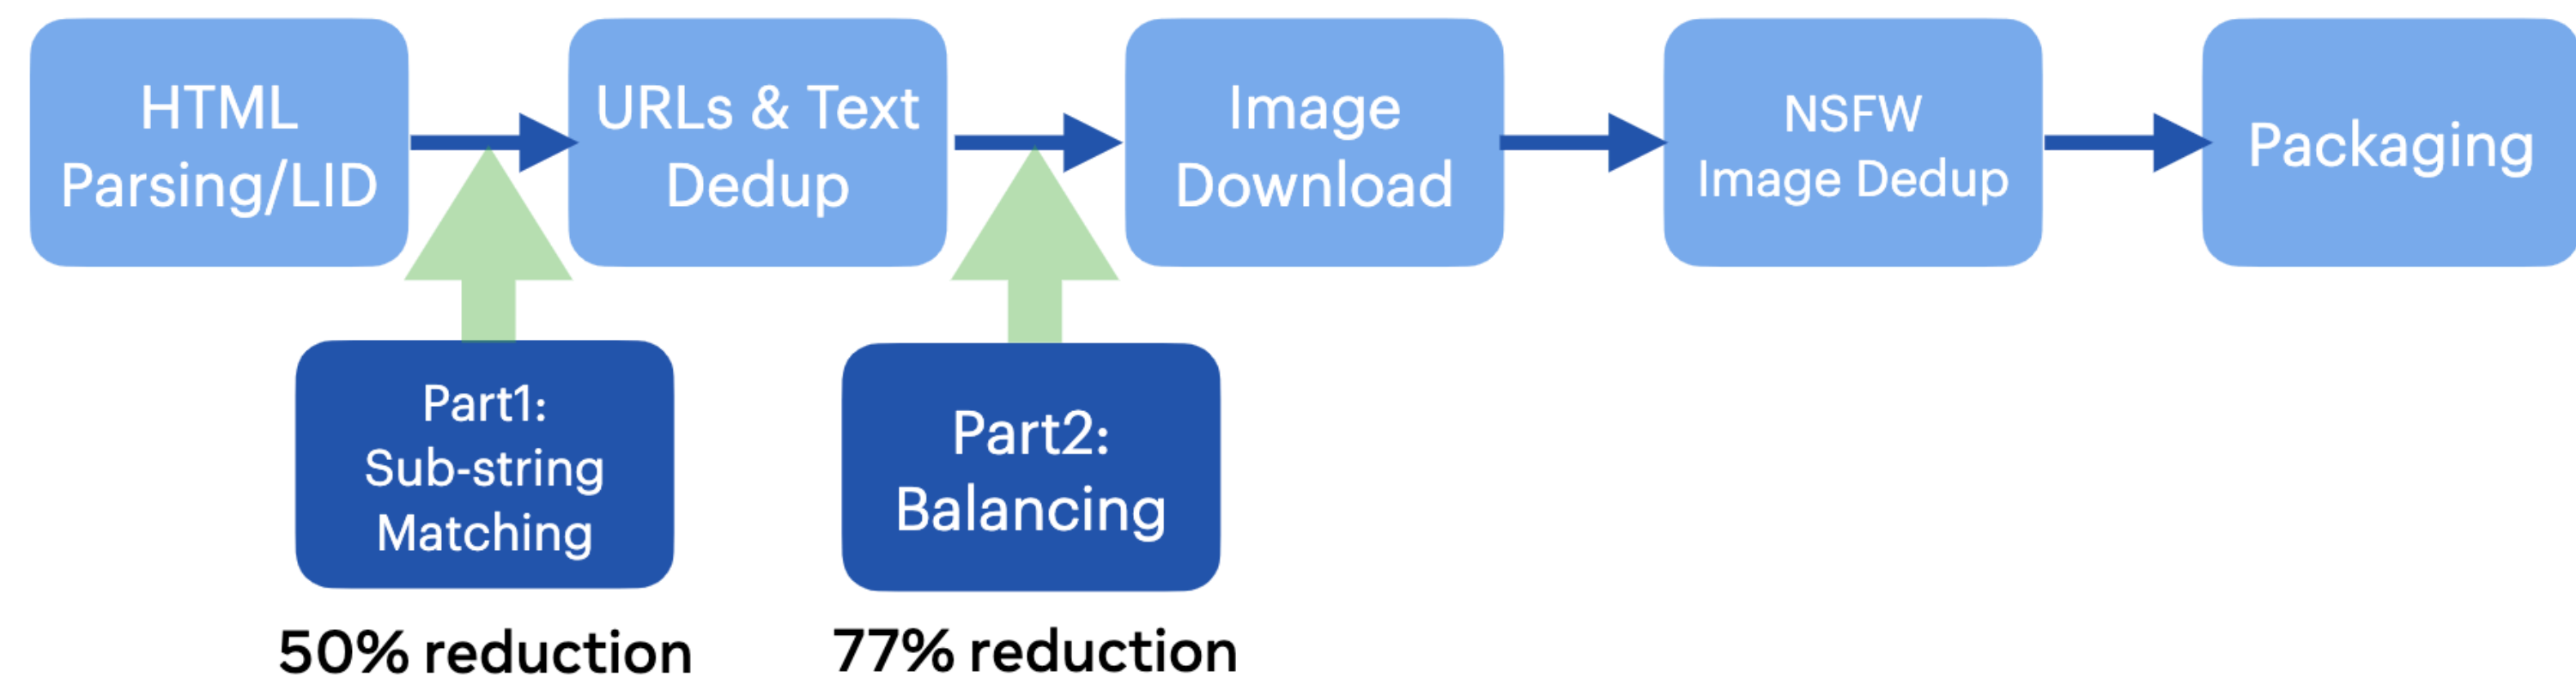 HTML
Parsing/LID
URLs & Text
Dedup
Image
Download
NSFW
Image Dedup
Packaging
Part1:
Sub-string
Matching
50% reduction
Part2:
Balancing
77% reduction